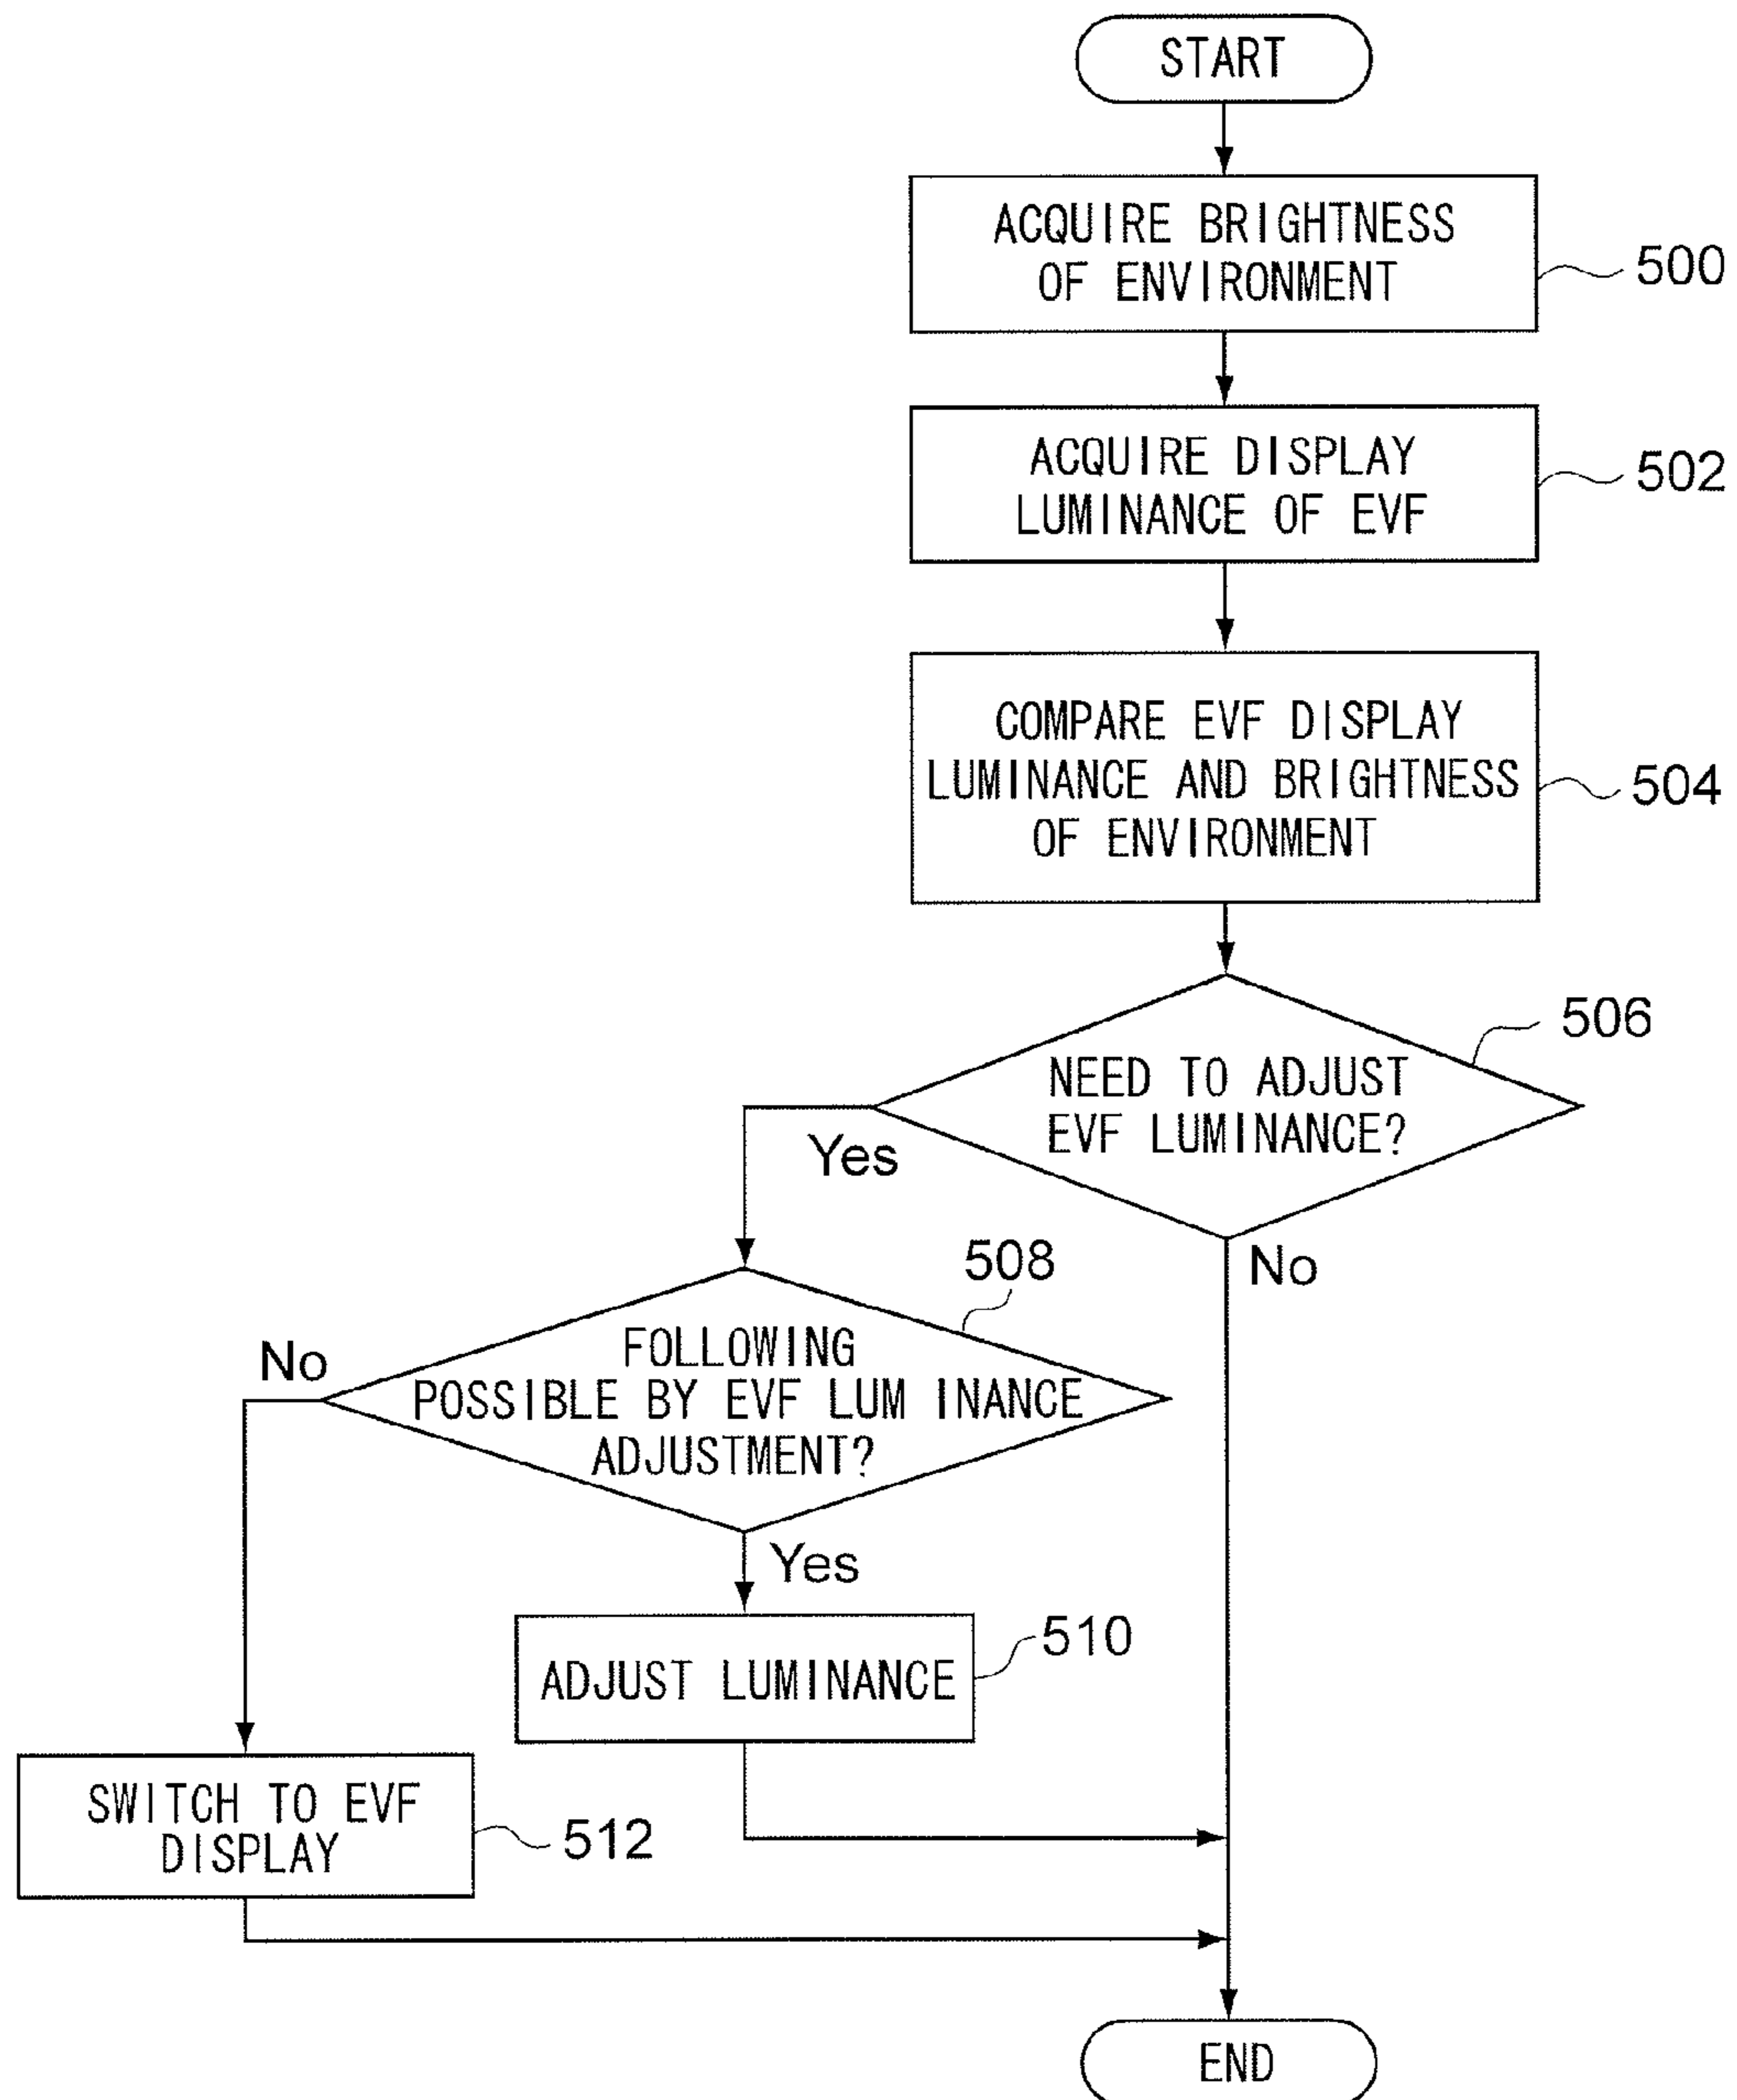 START
ACQUIRE BRIGHTNESS
OF ENVIRONMENT
500
ACQUIRE DISPLAY
LUMINANCE OF EVF
502
COMPARE EVF DISPLAY
LUMINANCE AND BRIGHTNESS
OF ENVIRONMENT
504
506
NEED TO ADJUST
EVF LUMINANCE?
Yes
No
508
FOLLOWING
POSSIBLE BY EVF LUM INANCE
ADJUSTMENT?
No
Yes
510
ADJUST LUMINANCE
SWITCH TO EVF
DISPLAY
512
END